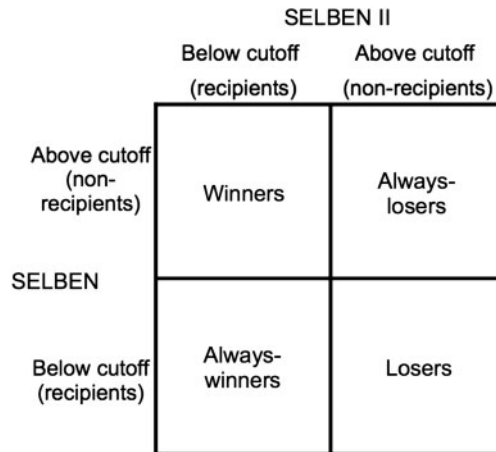 SELBEN II
Below cutoff Above cutoff
(recipients) (non-recipients)
Above cutoff
(non-
recipients)
Winners
Always-
losers
SELBEN
Below cutoff
(recipients)
Always-
winners
Losers